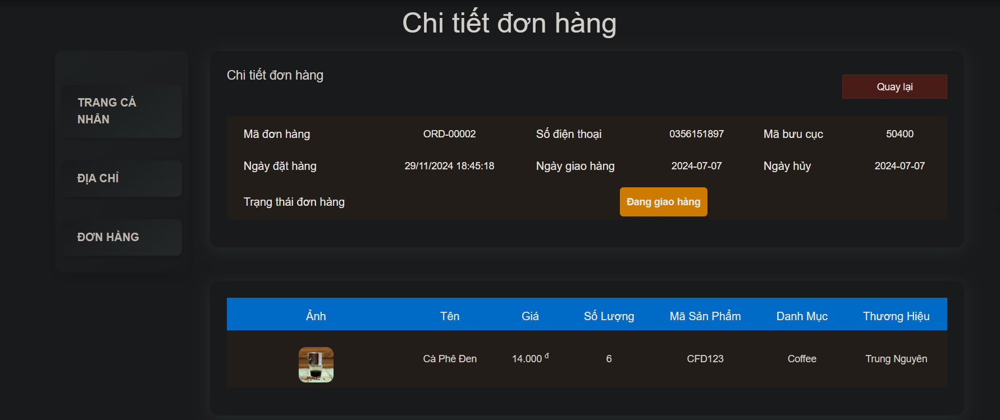 Chi tiết đơn hàng
TRANG CÁ
NHÂN
ĐỊA CHỈ
ĐƠN HÀNG
Chi tiết đơn hàng
Quay lại
Mã đơn hàng ORD-00002 Số điện thoại 0356151897 Mã bưu cục 50400
Ngày đặt hàng 29/11/2024 18:45:18 Ngày giao hàng 2024-07-07 Ngày hủy 2024-07-07
Trạng thái đơn hàng Đang giao hàng
Ảnh Tên Giá Số Lượng Mã Sản Phẩm Danh Mục Thương Hiệu
Cà Phê Đen 14.000 đ 6 CFD123 Coffee Trung Nguyên